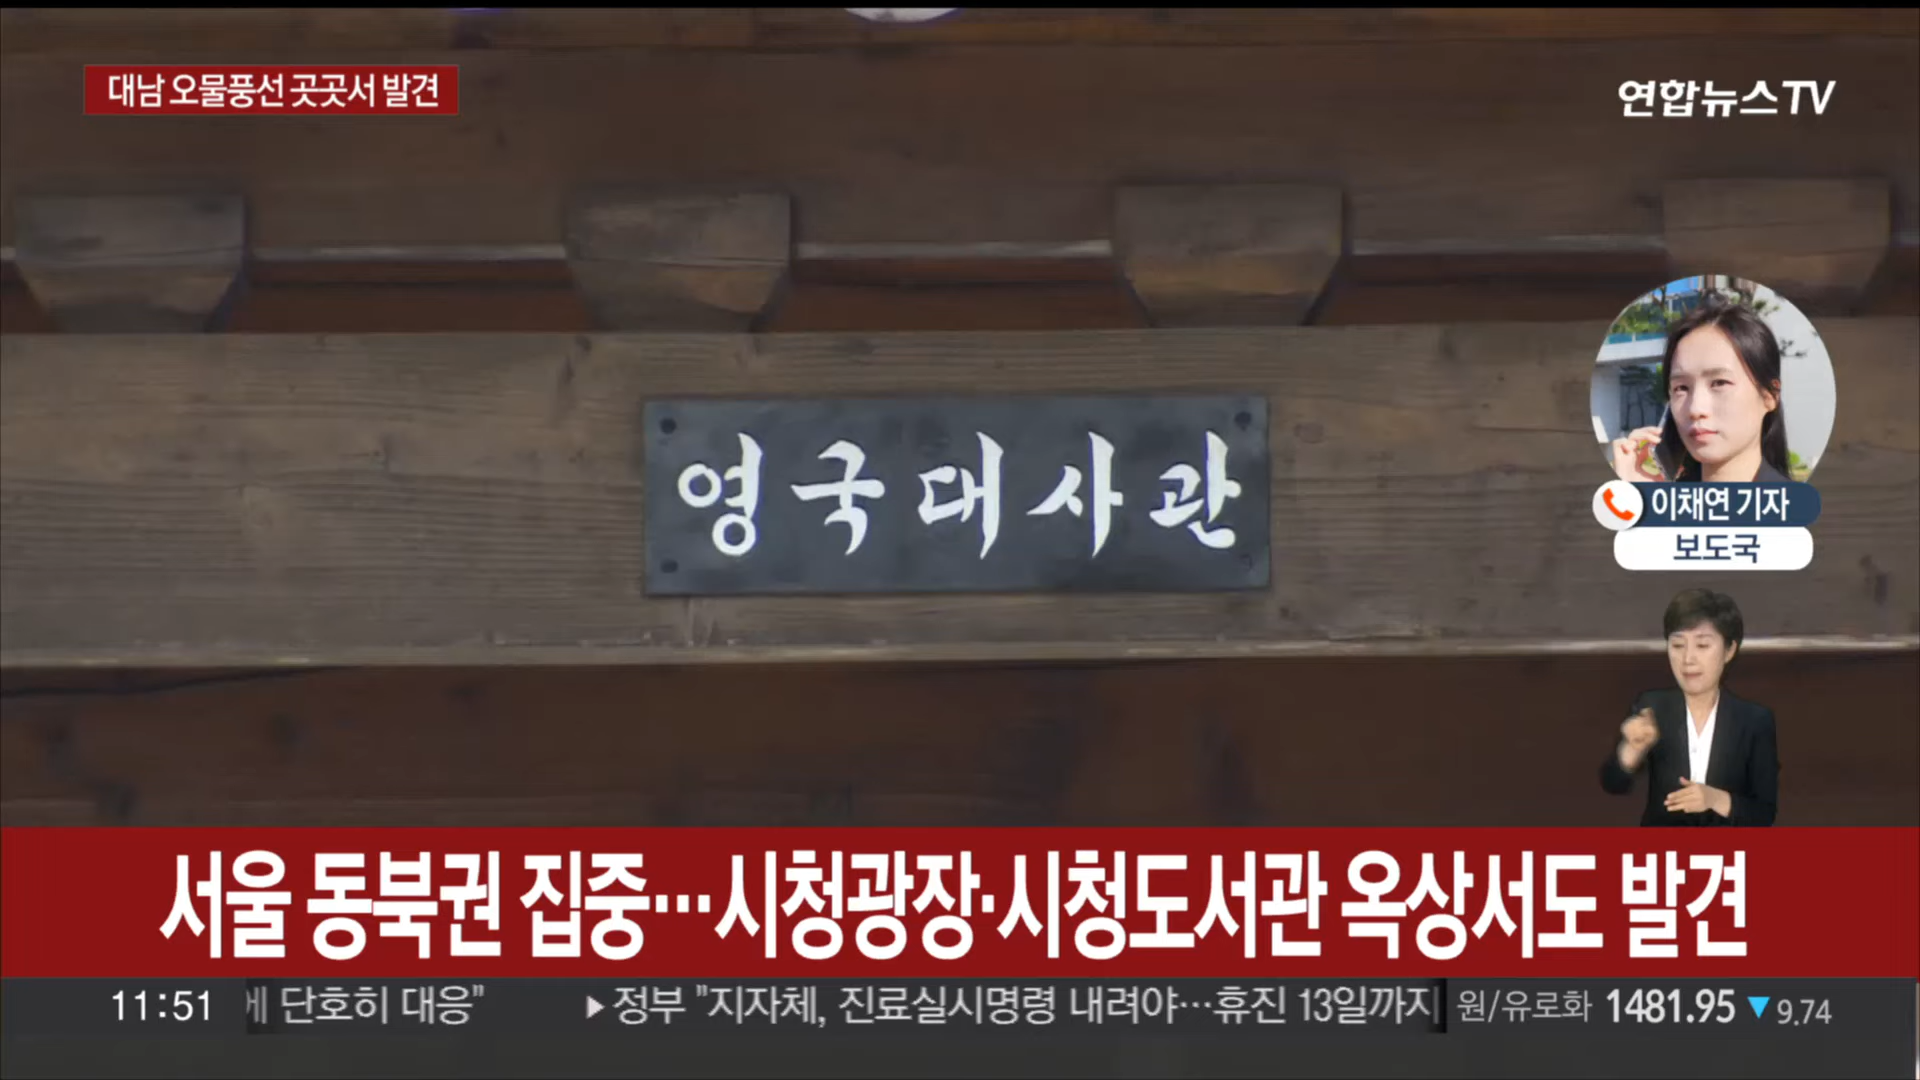 대남 오물풍선 곳곳서 발견
연합뉴스TV
영국대사관
이채연 기자
보도국
서울 동북권 집중…시청광장·시청도서관 옥상서도 발견
11:51 에 단호히 대응" ▶정부 "지자체, 진료실시명령 내려야…휴진 13일까지 원/유로화 1481.95 ▼9.74